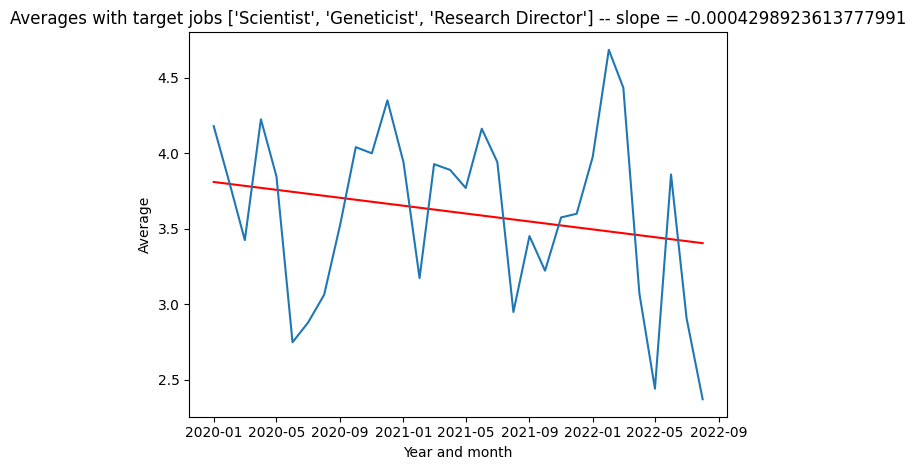 Averages with target jobs ['Scientist', 'Geneticist', 'Research Director'] -- slope = -0.0004298923613777991
4.5
4.0
3.5
3.0
2.5
Average
2020-01 2020-05 2020-09 2021-01 2021-05 2021-09 2022-01 2022-05 2022-09
Year and month